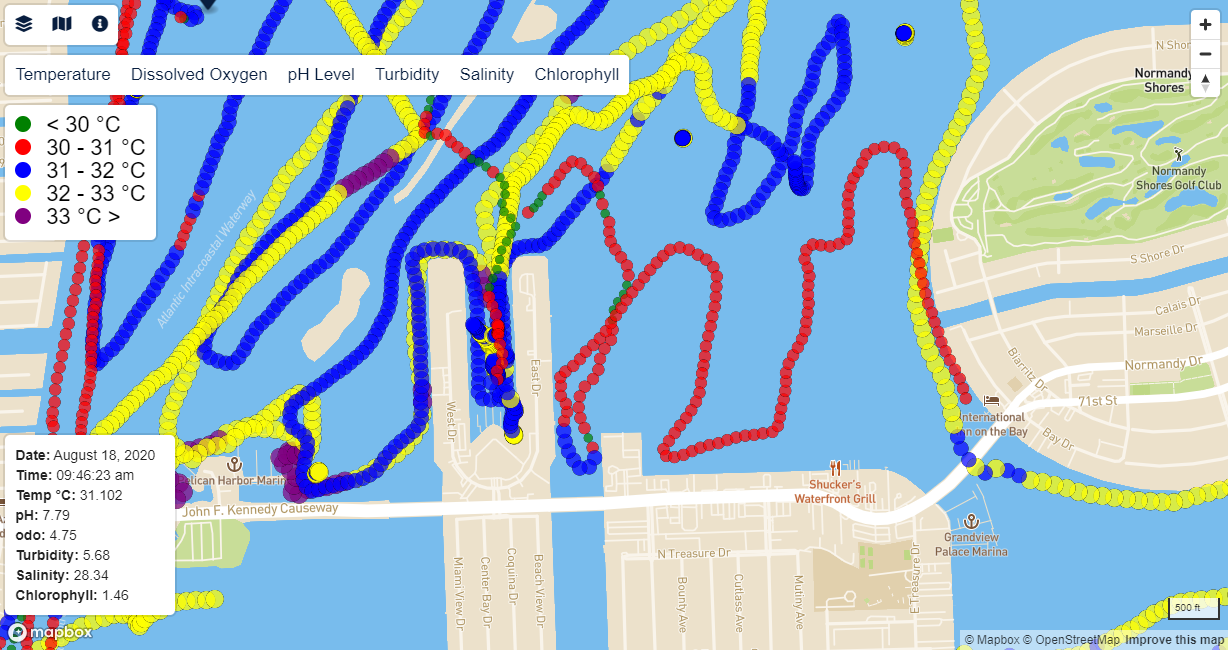 N Shor
Temperature Dissolved Oxygen pH Level Turbidity Salinity Chlorophyll
Normandy
Shores
< 30 °C
30 - 31 °C
31 - 32 °C
32 - 33 °C
33 °C >
Normandy
Shores Golf Club
Atlantic Intracoastal Waterway
S Shore Dr
Calais Dr
Marseille Dr
Normandy Dr
Biarritz Dr
71st St
East Dr
West Dr
International
nn on the Bay
Bay Dr
Date: August 18, 2020
Time: 09:46:23 am
Temp °C: 31.102
pH: 7.79
odo: 4.75
Turbidity: 5.68
Salinity: 28.34
Chlorophyll: 1.46
elican Harbor Marin
Shucker's
Waterfront Grill
John F. Kennedy Causeway
Grandview
Palace Marina
N Treasure Dr
Miami View Dr
Center Bay Dr
Coquina Dr
Beach View Dr
Bounty Ave
Cutlass Ave
Mutiny Ave
E Treasure Dr
500 ft
mapbox
© Mapbox © OpenStreetMap Improve this map